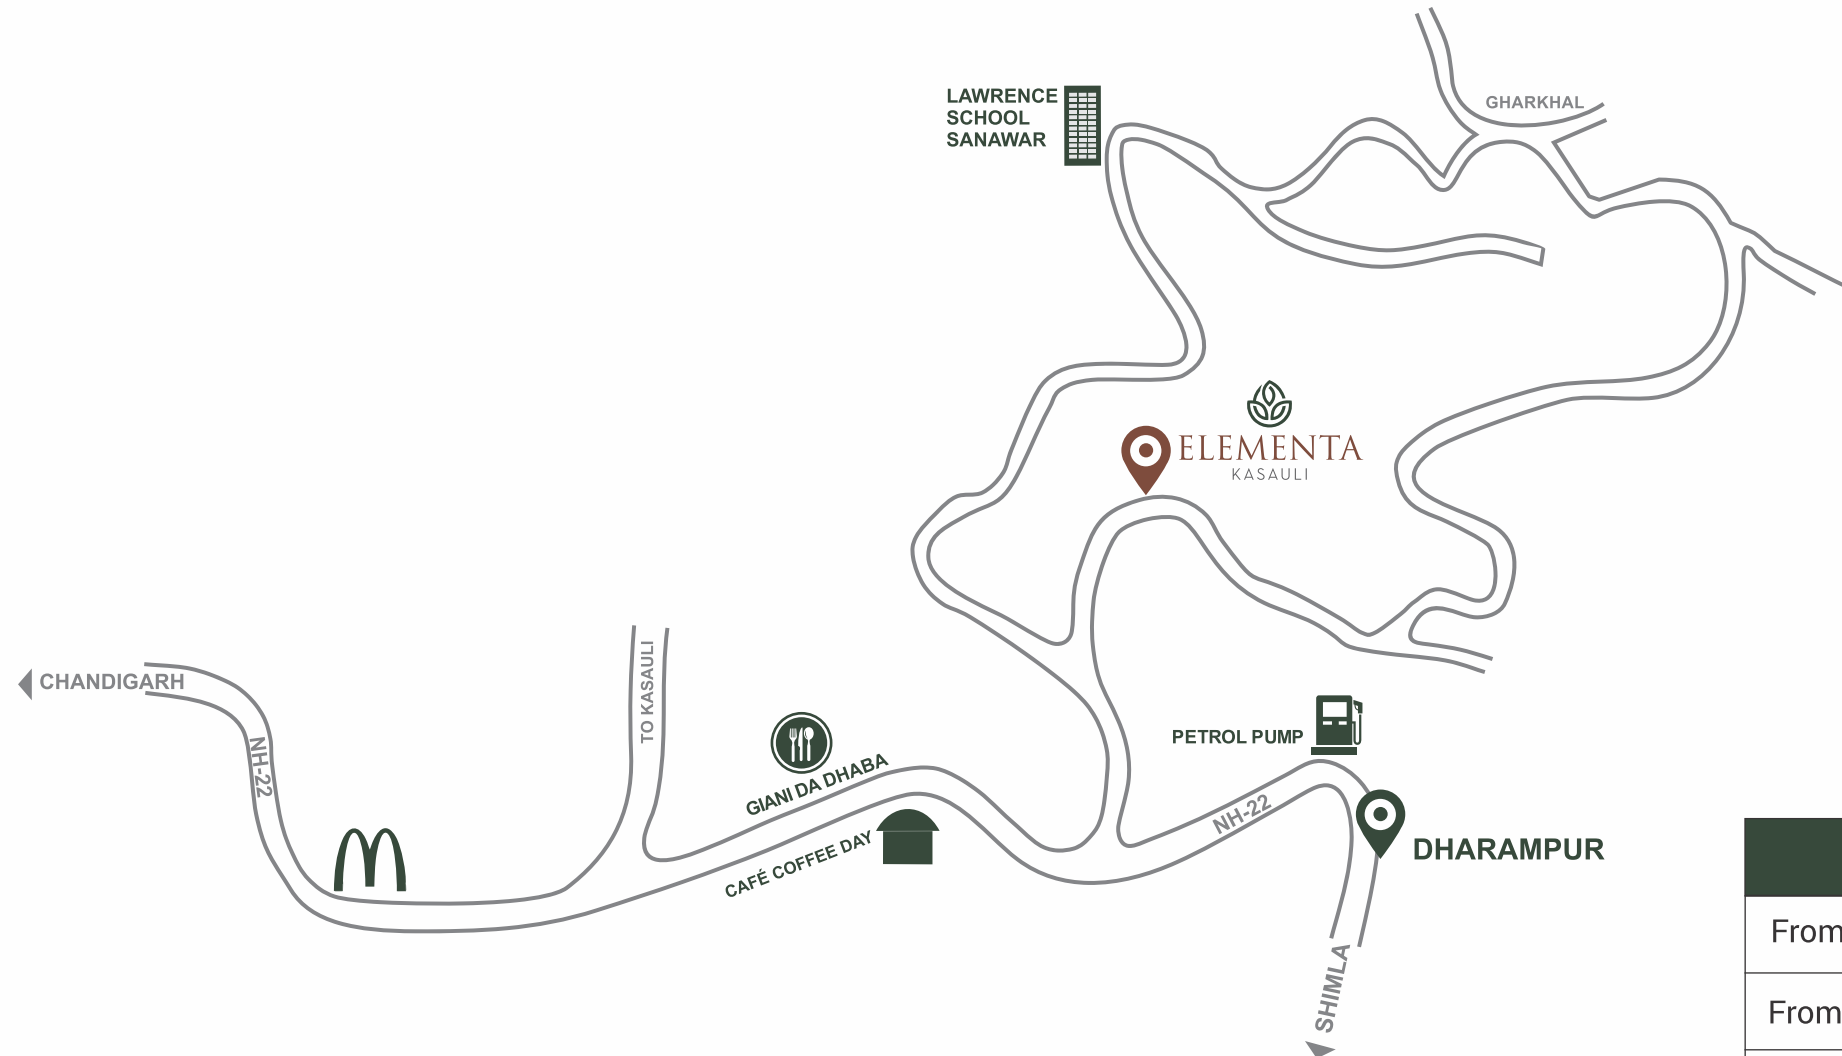 LAWRENCE
SCHOOL
SANAWAR
GHARKHAL
ELEMENTA
KASAULI
CHANDIGARH
TO KASAULI
NH-22
GIANI DA DHABA
CAFÉ COFFEE DAY
PETROL PUMP
NH-22
DHARAMPUR
SHIMLA
From
From